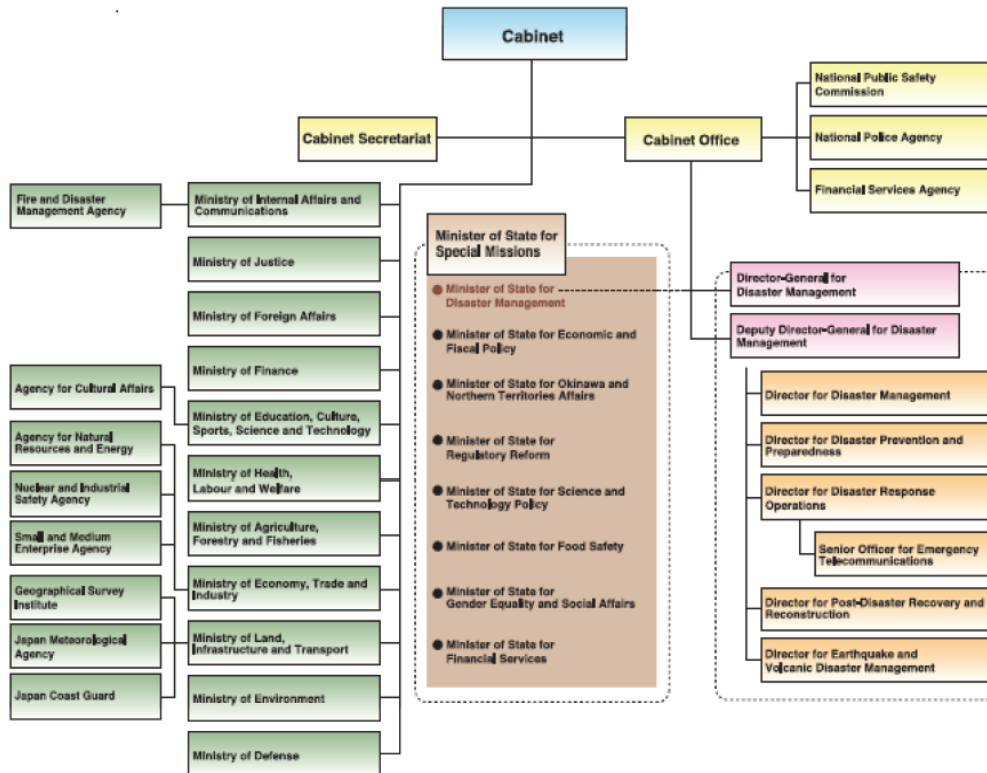 Cabinet
Cabinet Secretariat
Cabinet Office
National Public Safety
Commission
National Police Agency
Financial Services Agency
Fire and Disaster
Management Agency
Ministry of Internal Affairs and
Communications
Ministry of Justice
Ministry of Foreign Affairs
Ministry of Finance
Agency for Cultural Affairs
Ministry of Education, Culture,
Sports, Science and Technology
Agency for Natural
Resources and Energy
Nuclear and Industrial
Safety Agency
Small and Medium
Enterprise Agency
Ministry of Health,
Labour and Welfare
Ministry of Agriculture,
Forestry and Fisheries
Ministry of Economy, Trade and
Industry
Geographical Survey
Institute
Japan Meteorological
Agency
Japan Coast Guard
Ministry of Land,
Infrastructure and Transport
Ministry of Environment
Ministry of Defense
Minister of State for
Special Missions
● Minister of State for
Disaster Management
● Minister of State for Economic and
Fiscal Policy
● Minister of State for Okinawa and
Northern Territories Affairs
● Minister of State for
Regulatory Reform
● Minister of State for Science and
Technology Policy
● Minister of State for Food Safety
● Minister of State for
Gender Equality and Social Affairs
● Minister of State for
Financial Services
Director-General for
Disaster Management
Deputy Director-General for Disaster
Management
Director for Disaster Management
Director for Disaster Prevention and
Preparedness
Director for Disaster Response
Operations
Senior Officer for Emergency
Telecommunications
Director for Post-Disaster Recovery and
Reconstruction
Director for Earthquake and
Volcanic Disaster Management